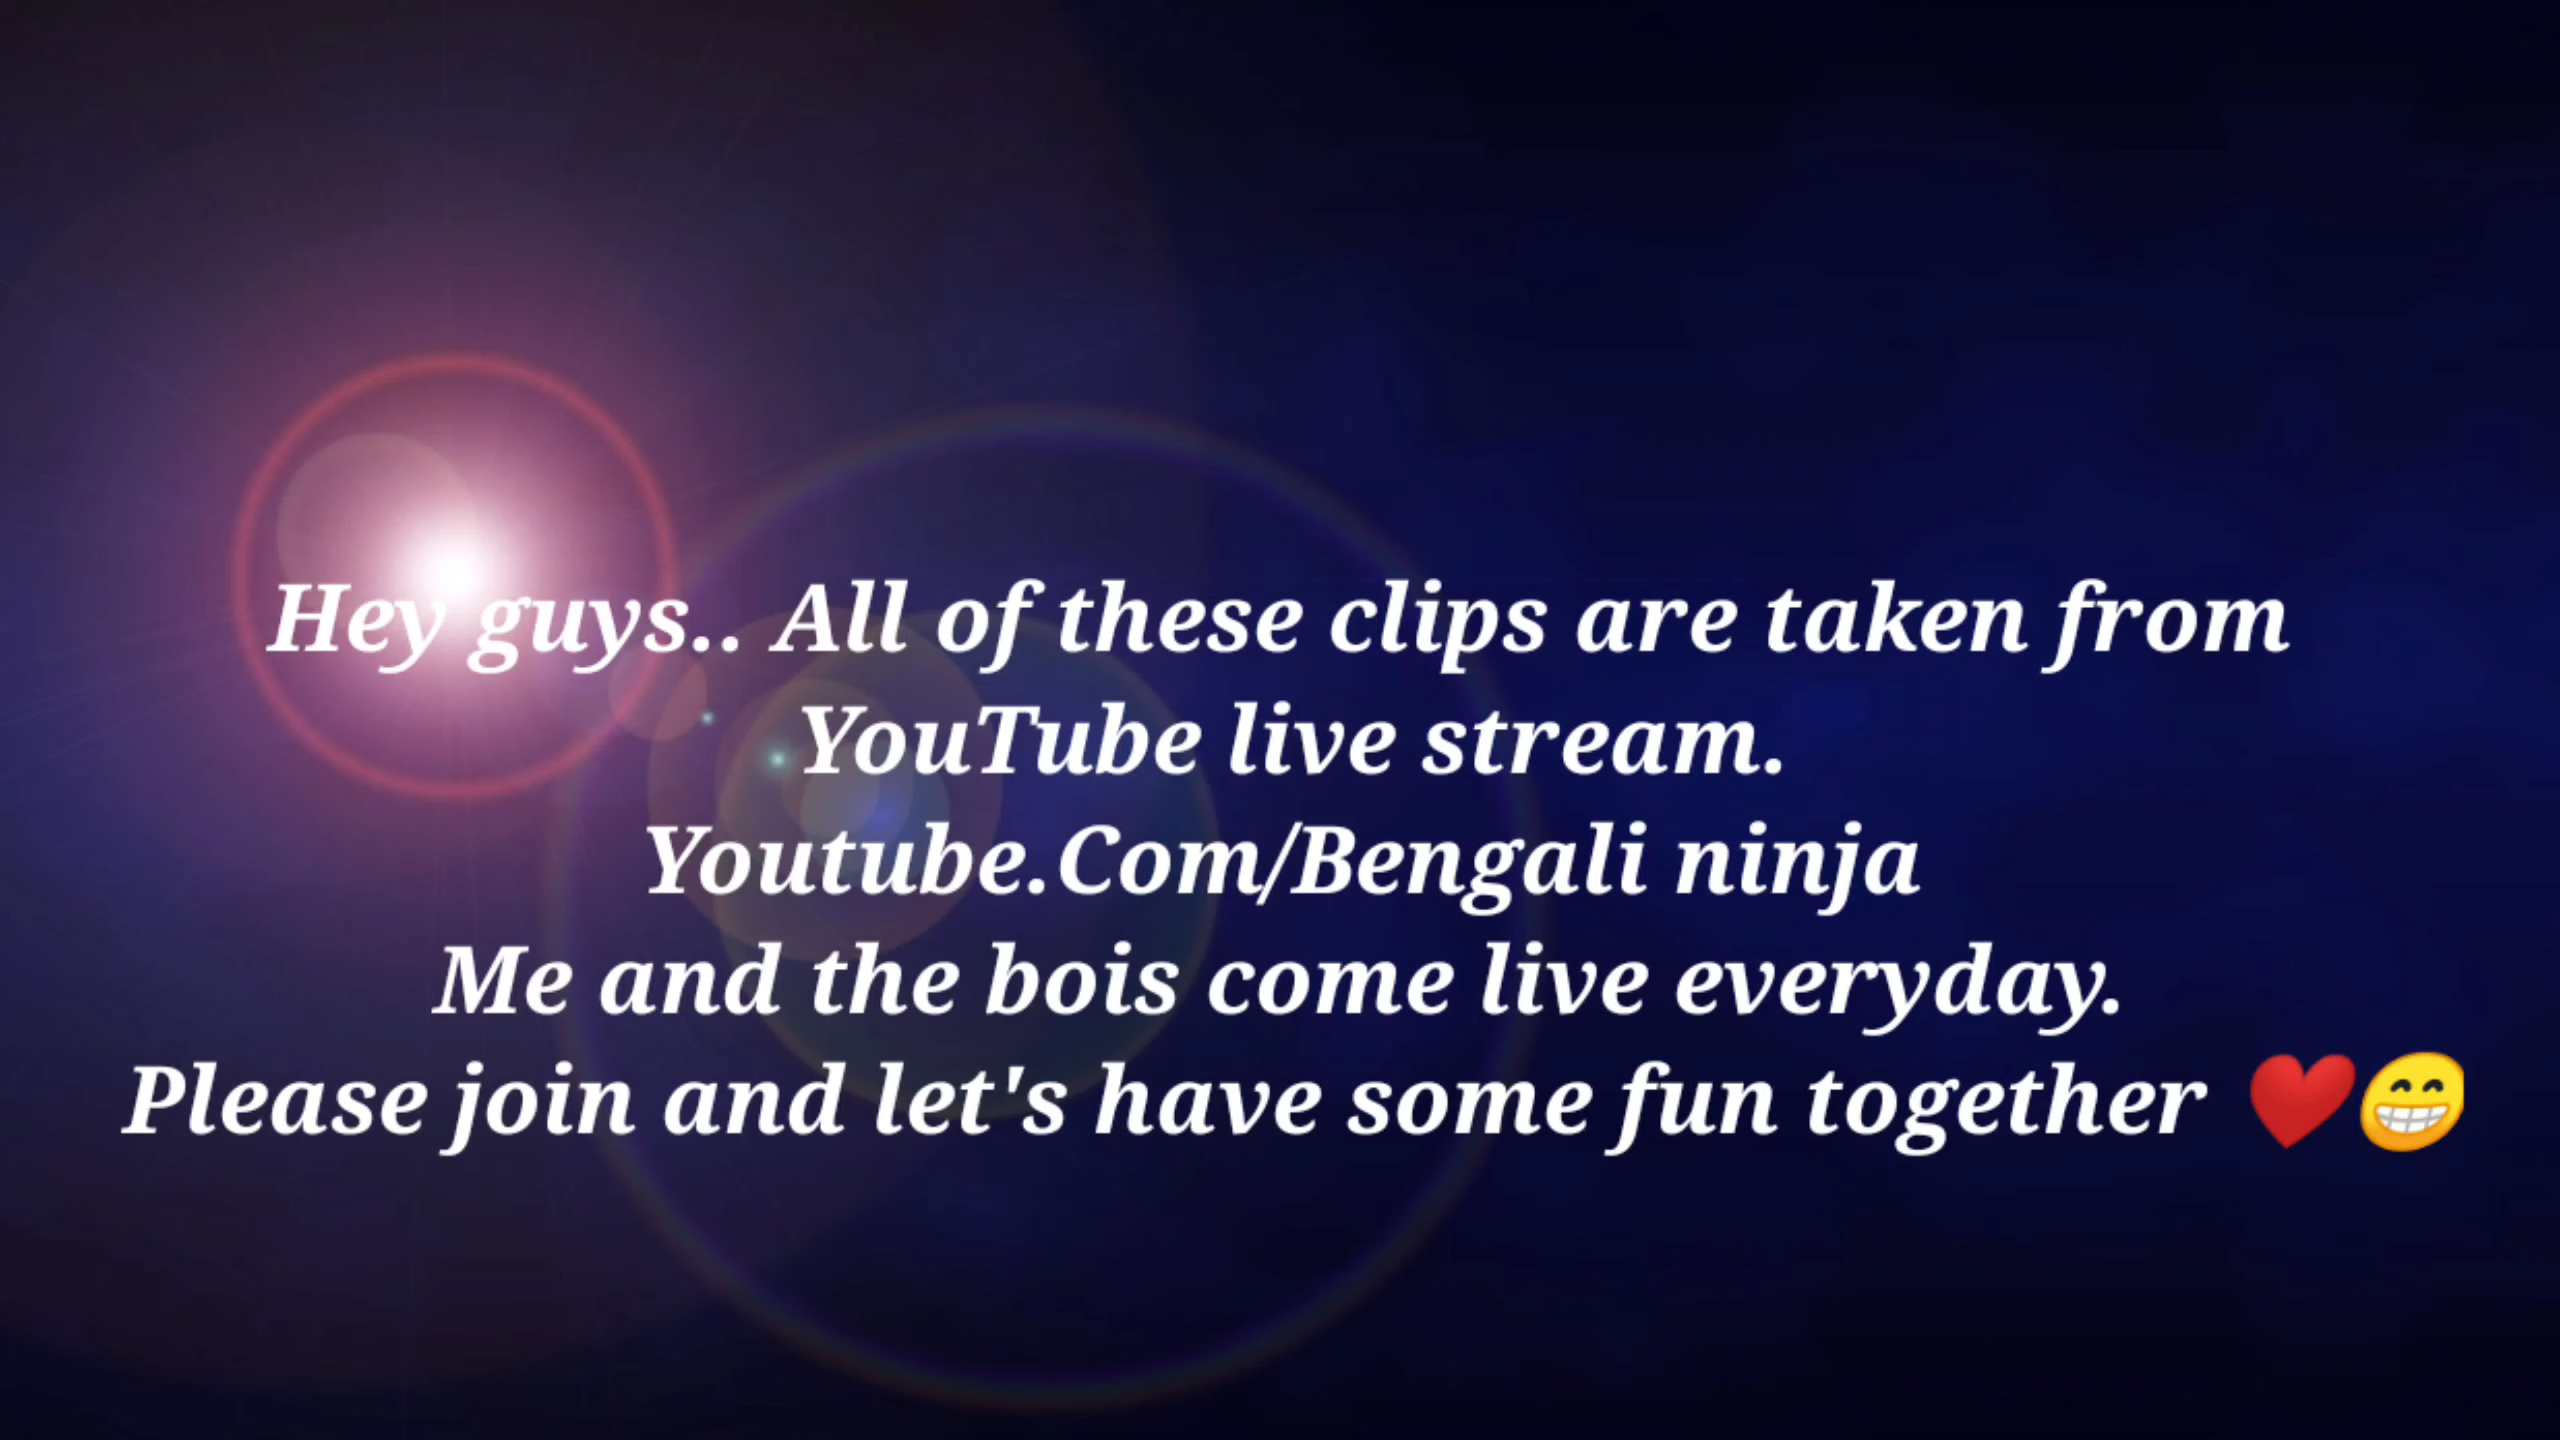 Hey guys.. All of these clips are taken from
YouTube live stream.
Youtube.Com/Bengali ninja
Me and the bois come live everyday.
Please join and let's have some fun together ❤️😁